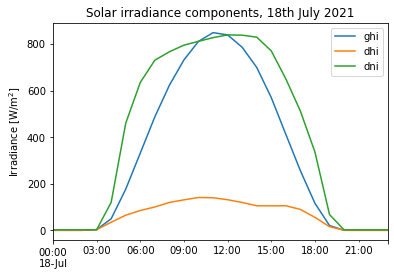 Solar irradiance components, 18th July 2021
ghi
dhi
dni
Irradiance [W/m²]
800
600
400
200
0
00:00 03:00 06:00 09:00 12:00 15:00 18:00 21:00
18-Jul